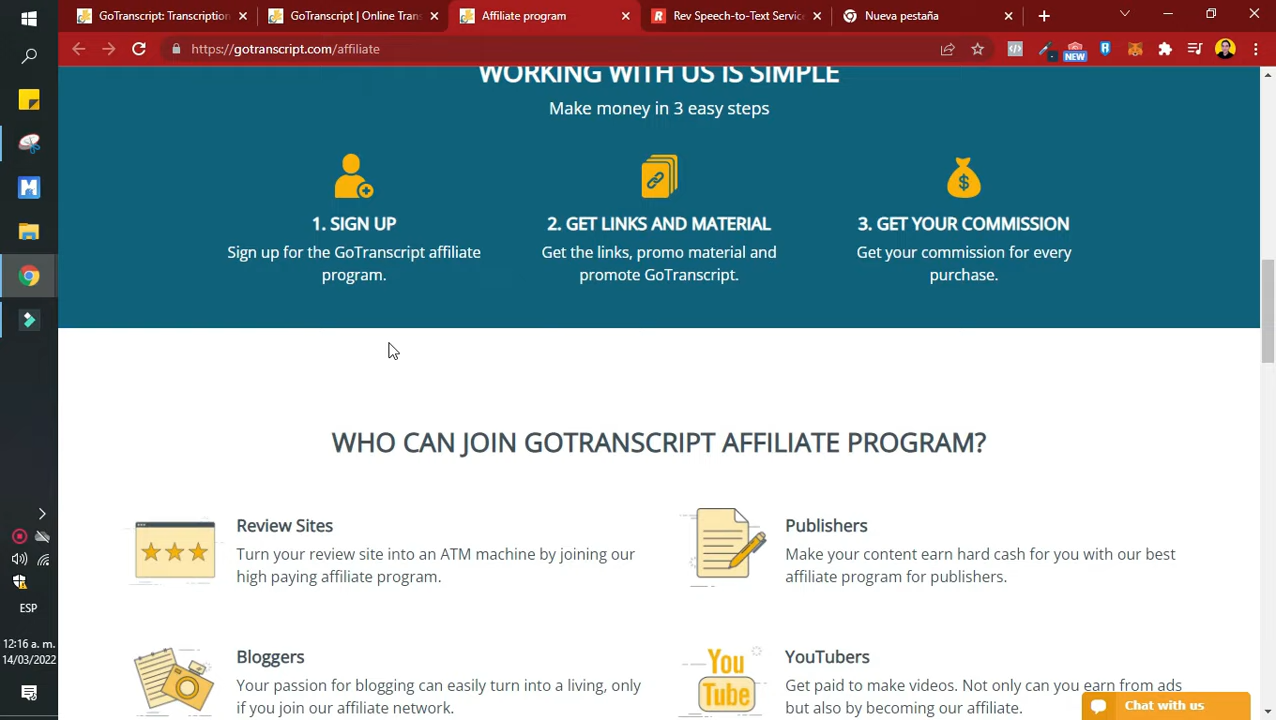 GoTranscript: Transcription
GoTranscript | Online Trans
Affiliate program
Rev Speech-to-Text Service
Nueva pestaña
https://gotranscript.com/affiliate
NEW
WORKING WITH US IS SIMPLE
Make money in 3 easy steps
1. SIGN UP
Sign up for the GoTranscript affiliate
program.
2. GET LINKS AND MATERIAL
Get the links, promo material and
promote GoTranscript.
3. GET YOUR COMMISSION
Get your commission for every
purchase.
WHO CAN JOIN GOTRANSCRIPT AFFILIATE PROGRAM?
Review Sites
Turn your review site into an ATM machine by joining our
high paying affiliate program.
Publishers
Make your content earn hard cash for you with our best
affiliate program for publishers.
Bloggers
Your passion for blogging can easily turn into a living, only
if you join our affiliate network.
You
Tube
YouTubers
Get paid to make videos. Not only can you earn from ads
but also by becoming our affiliate.
Chat with us
ESP
12:16 a. m.
14/03/2022